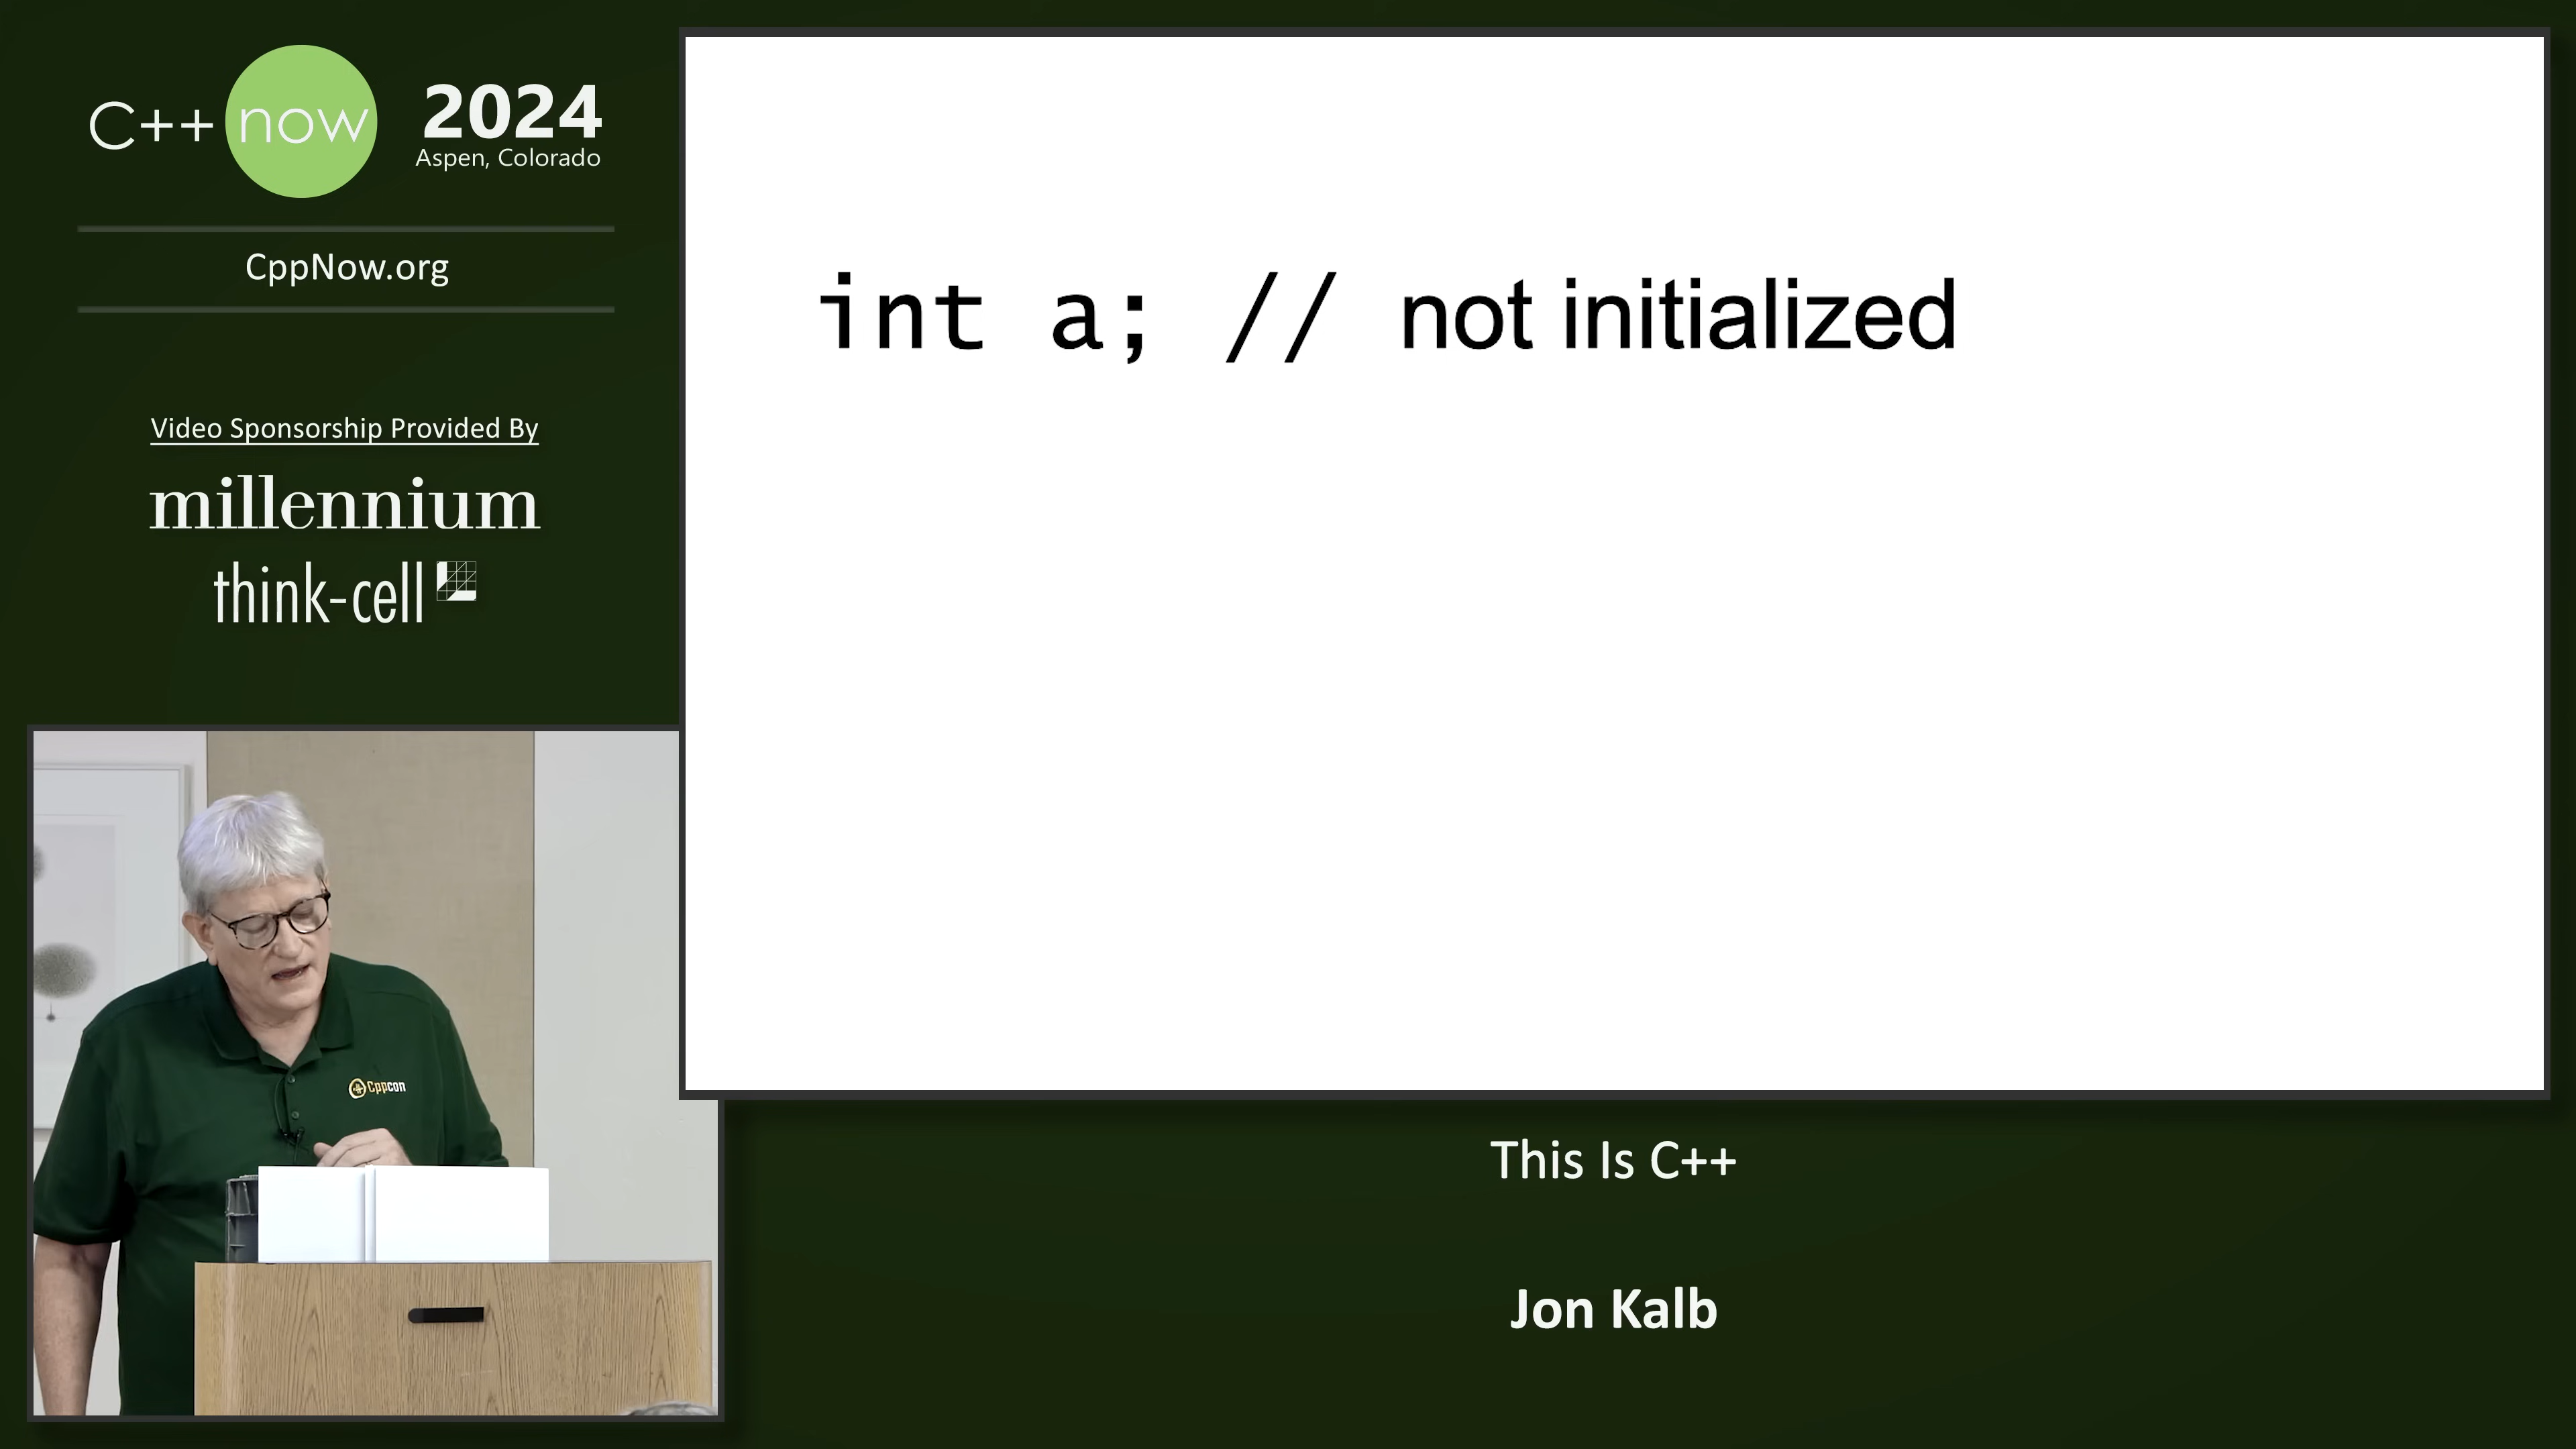 C++ now
2024
Aspen, Colorado
CppNow.org
Video Sponsorship Provided By
millennium
think-cell
int a; // not initialized
Cppcon
This Is C++
Jon Kalb